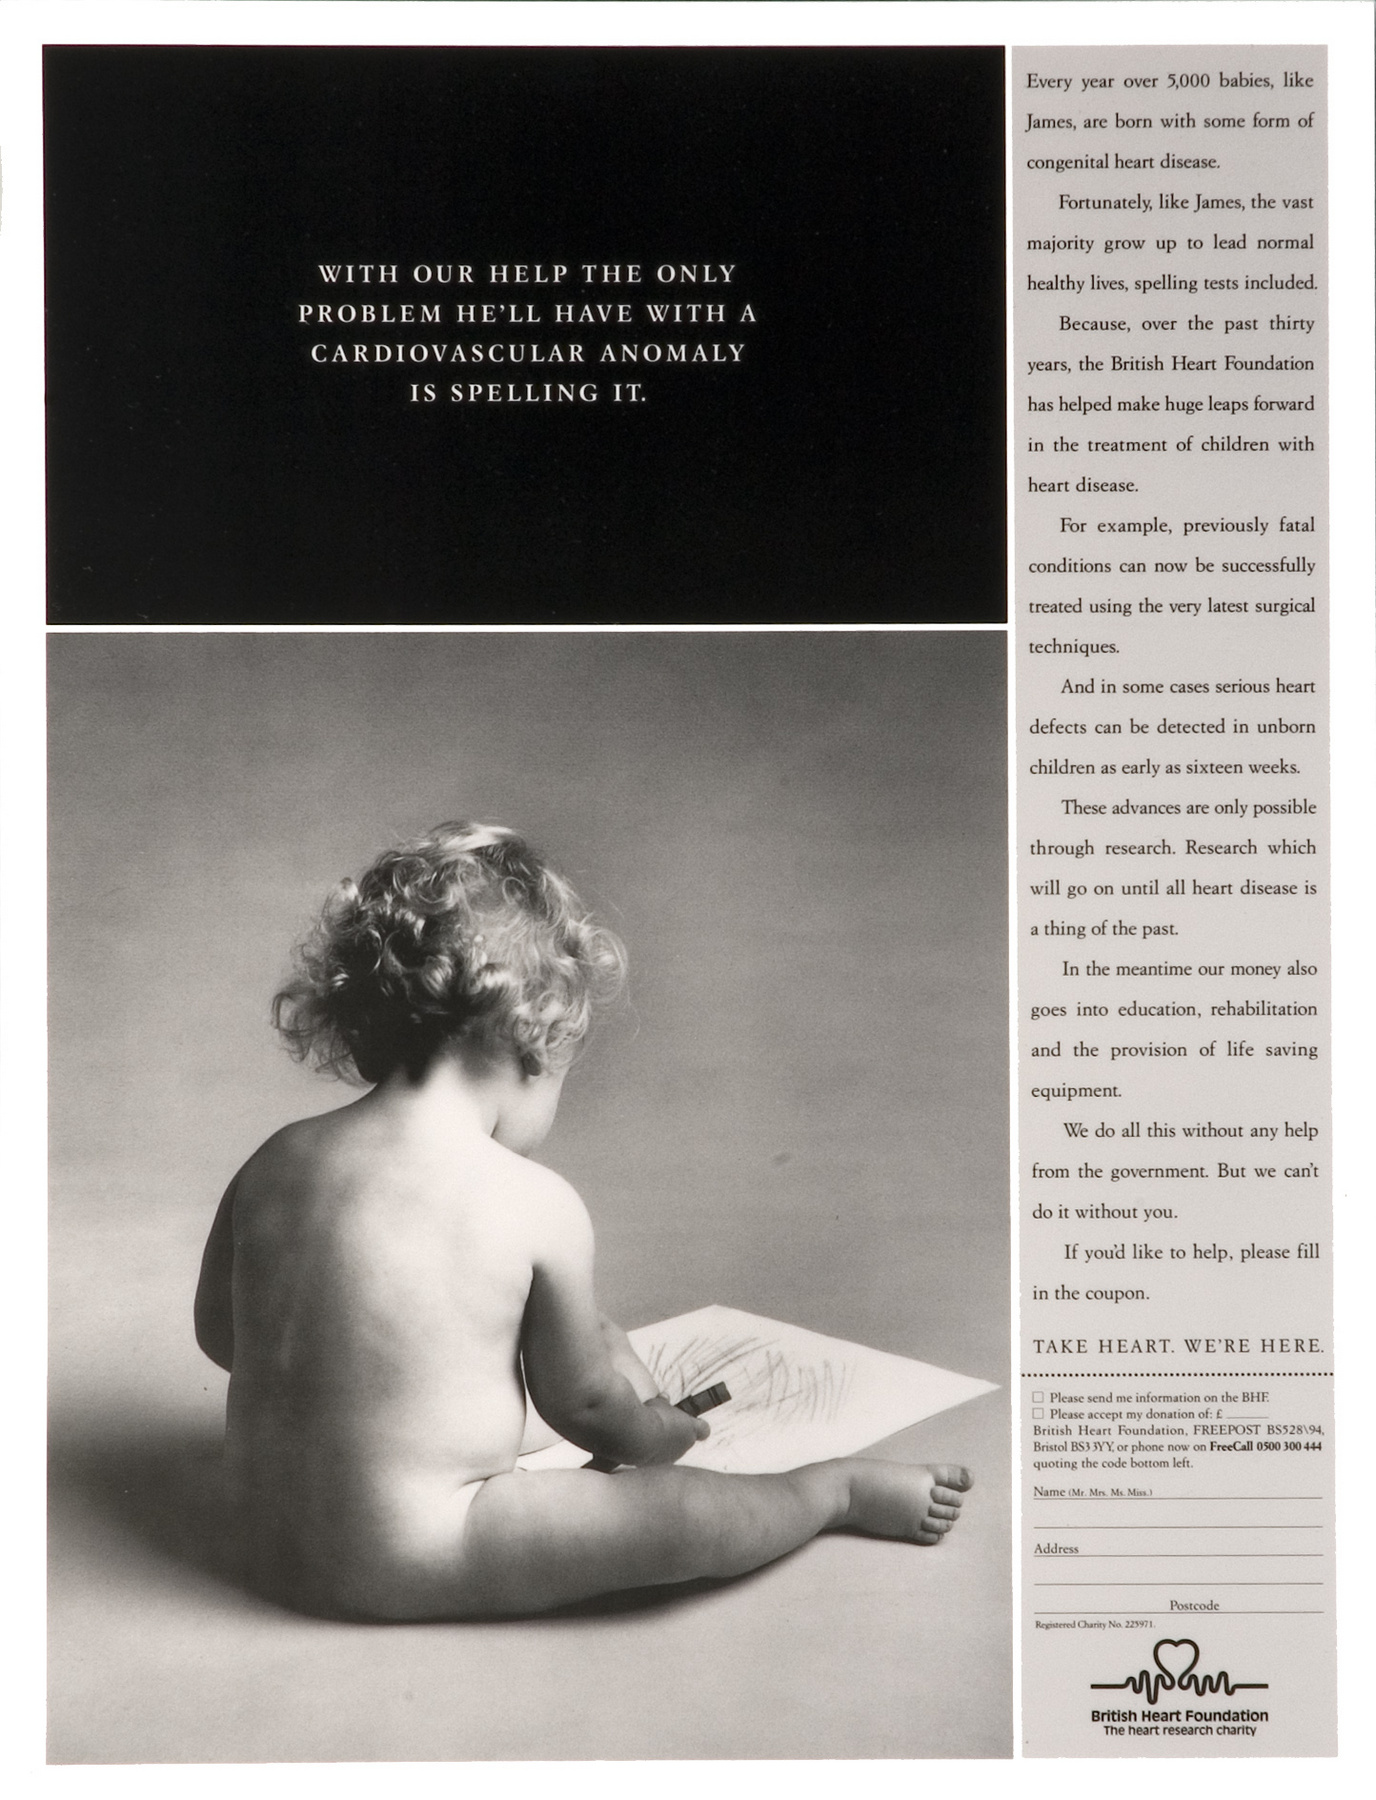 WITH OUR HELP THE ONLY
PROBLEM HE'LL HAVE WITH A
CARDIOVASCULAR ANOMALY
IS SPELLING IT.
Every year over 5,000 babies, like
James, are born with some form of
congenital heart disease.
Fortunately, like James, the vast
majority grow up to lead normal
healthy lives, spelling tests included.
Because, over the past thirty
years, the British Heart Foundation
has helped make huge leaps forward
in the treatment of children with
heart disease.
For example, previously fatal
conditions can now be successfully
treated using the very latest surgical
techniques.
And in some cases serious heart
defects can be detected in unborn
children as early as sixteen weeks.
These advances are only possible
through research. Research which
will go on until all heart disease is
a thing of the past.
In the meantime our money also
goes into education, rehabilitation
and the provision of life saving
equipment.
We do all this without any help
from the government. But we can't
do it without you.
If you'd like to help, please fill
in the coupon.
TAKE HEART. WE'RE HERE.
Please send me information on the BHF.
Please accept my donation of: £
British Heart Foundation, FREEPOST BS528\94,
Bristol BS3 3YY, or phone now on FreeCall 0500 300 444
quoting the code bottom left.
Name (Mr. Mrs. Ms. Miss.)
Address
Postcode
Registered Charity No. 225971.
British Heart Foundation
The heart research charity